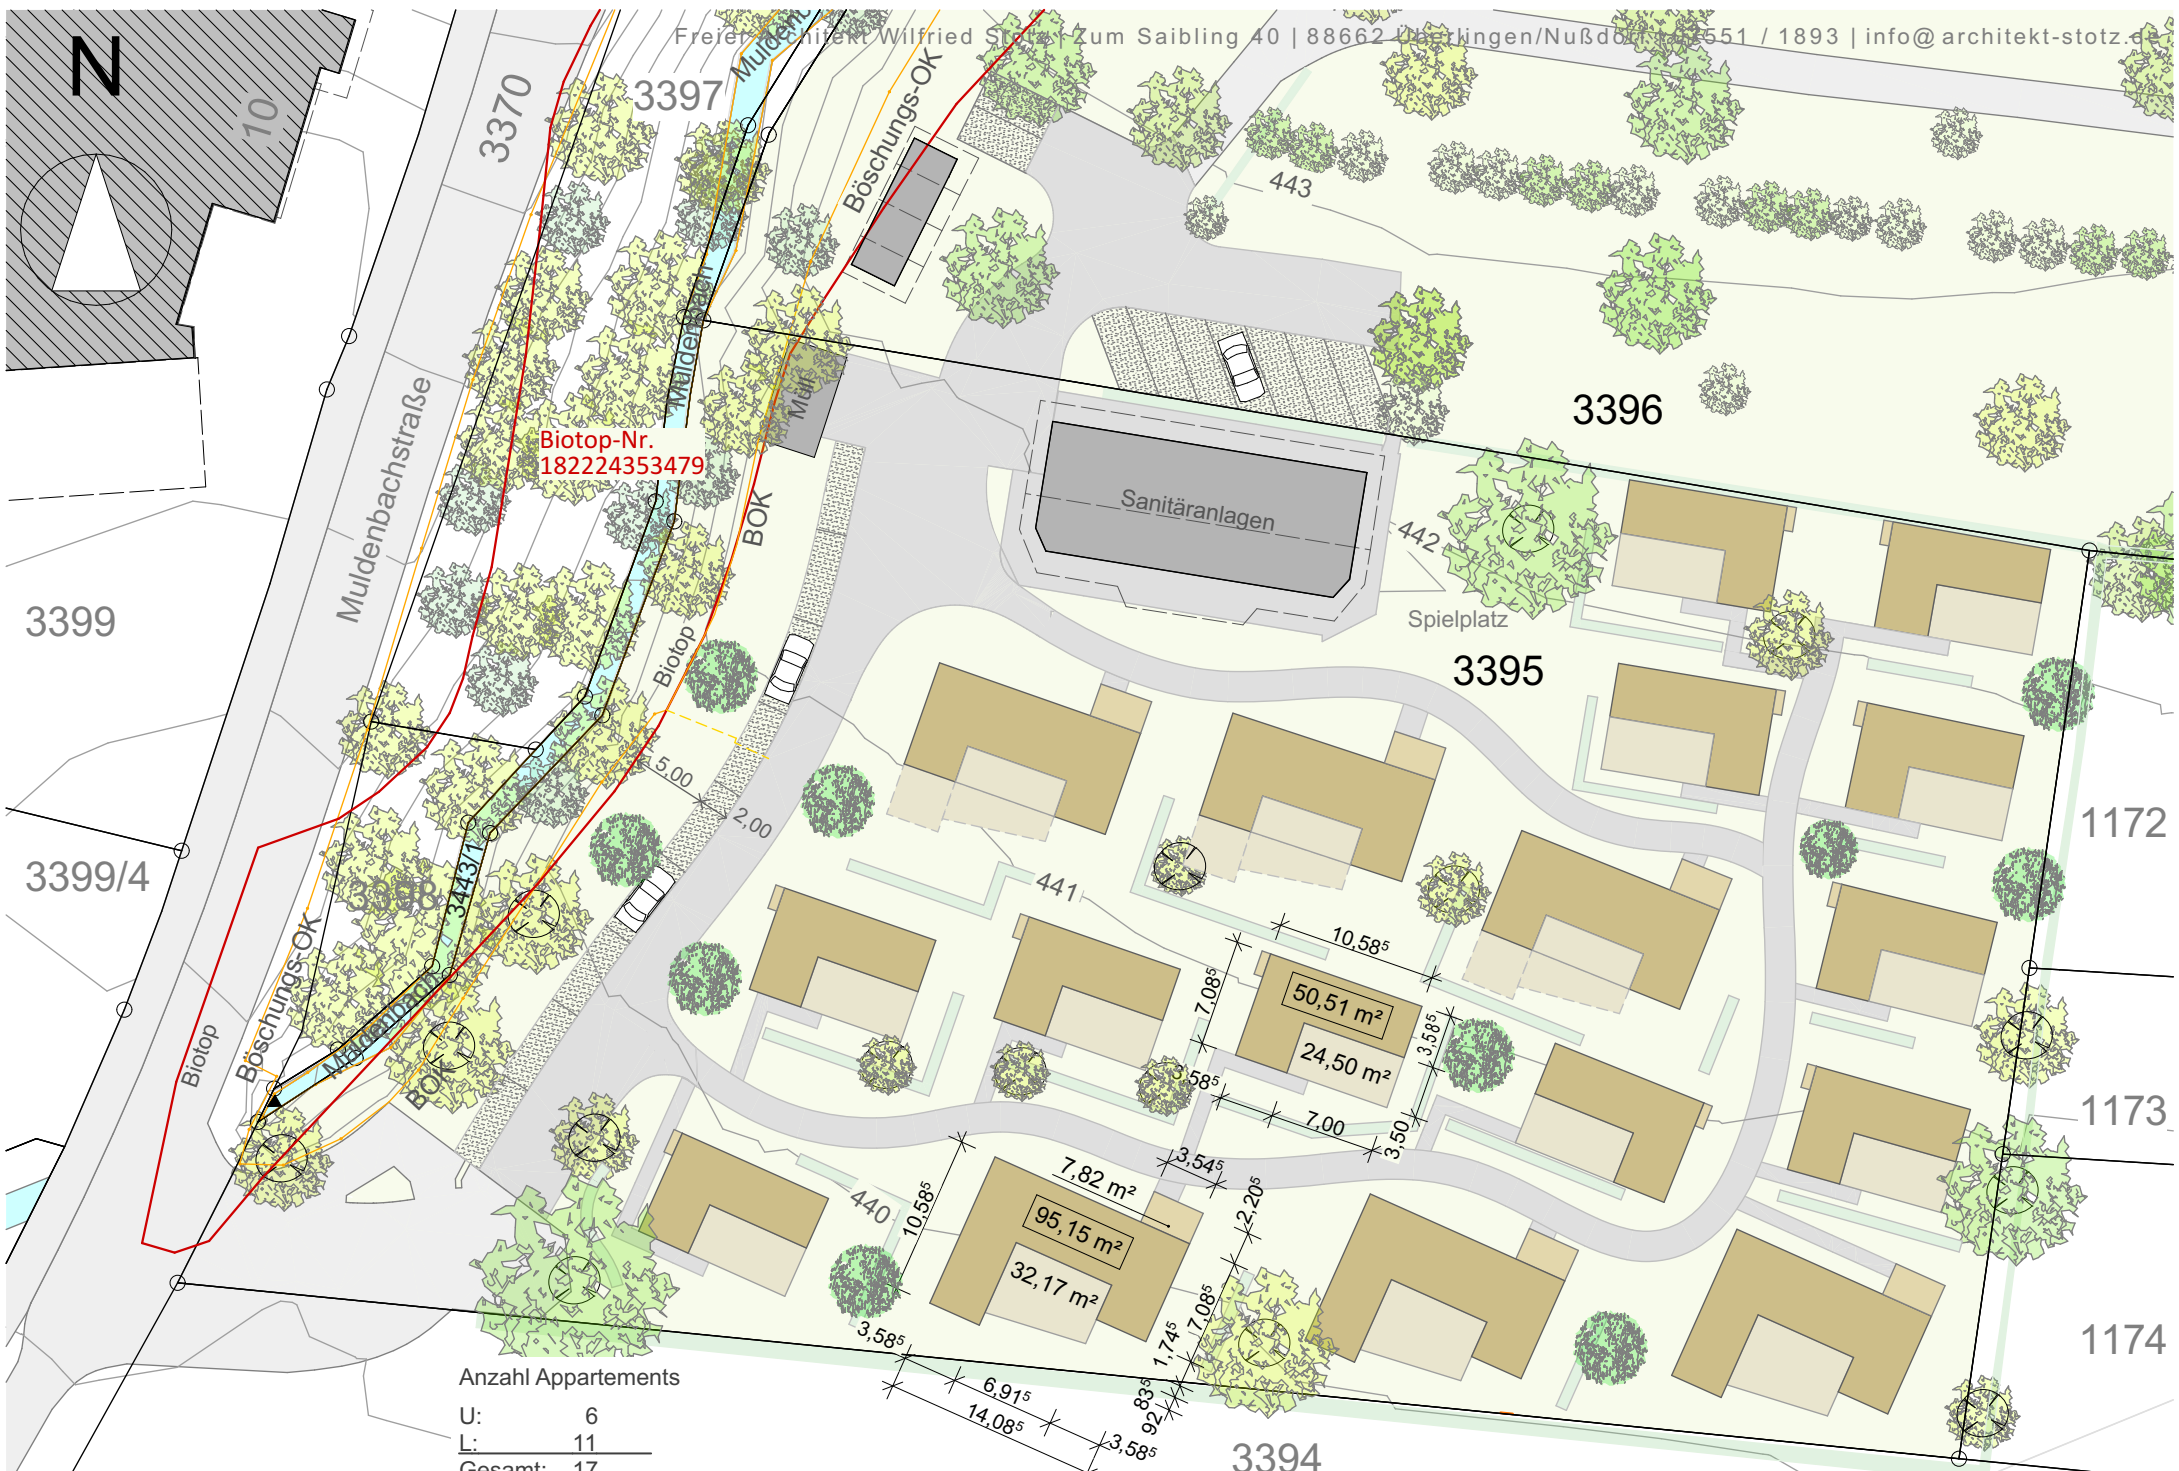 Freier Architekt Wilfried Stotz | Zum Saibling 40 | 88662 Überlingen/Nußdorf | 07551 / 1893 | info@architekt-stotz.de
N
10
3370
3397
Muldenbach
Böschungs-OK
443
Muldenbach
Müll
Muldenbachstraße
Biotop-Nr.
182224353479
3396
BOK
Sanitäranlagen
442
Spielplatz
3395
3399
Biotop
5,00
2,00
1172
3399/4
3398
3443/1
441
10,58⁵
7,08⁵
50,51 m²
24,50 m²
3,58⁵
Böschungs-OK
Muldenbach
Biotop
BOK
7,00
3,50
1173
3,54⁵
7,82 m²
440
10,58⁵
95,15 m²
32,17 m²
2,20⁵
7,08⁵
1,74⁵
83⁵
92
3,58⁵
6,91⁵
14,08⁵
3,58⁵
1174
3394
Anzahl Appartements
U: 6
L: 11
Gesamt: 17